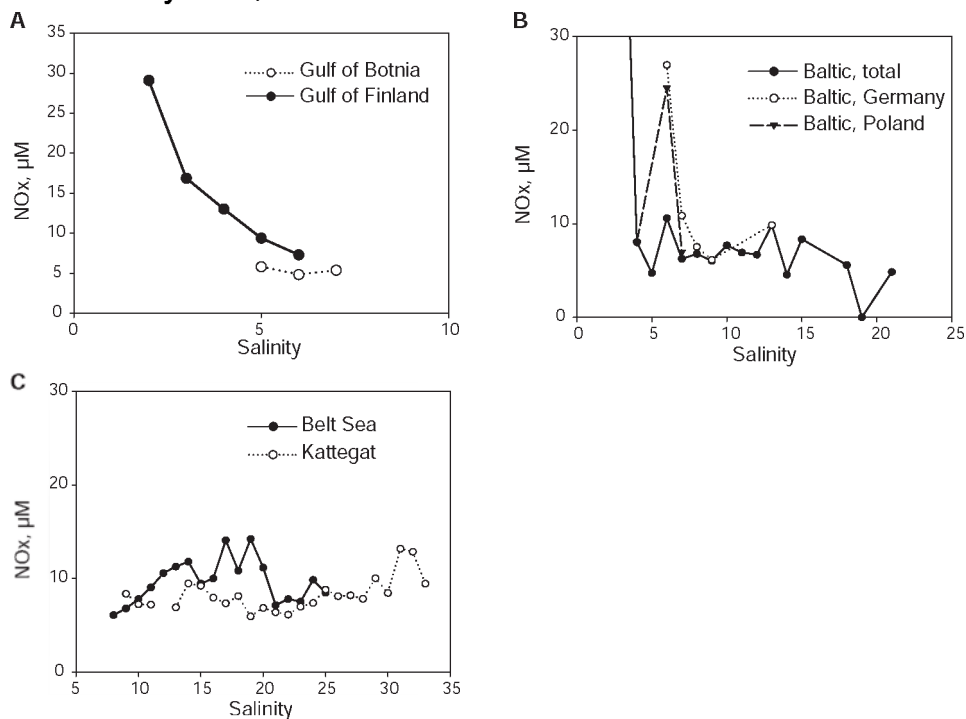 A
35
30
25
20
15
10
5
0
NOx, µM
Gulf of Botnia
Gulf of Finland
0 5 10
Salinity
B
30
20
10
0
NOx, µM
Baltic, total
Baltic, Germany
Baltic, Poland
0 5 10 15 20 25
Salinity
C
30
20
10
0
NOx, µM
Belt Sea
Kattegat
5 10 15 20 25 30 35
Salinity